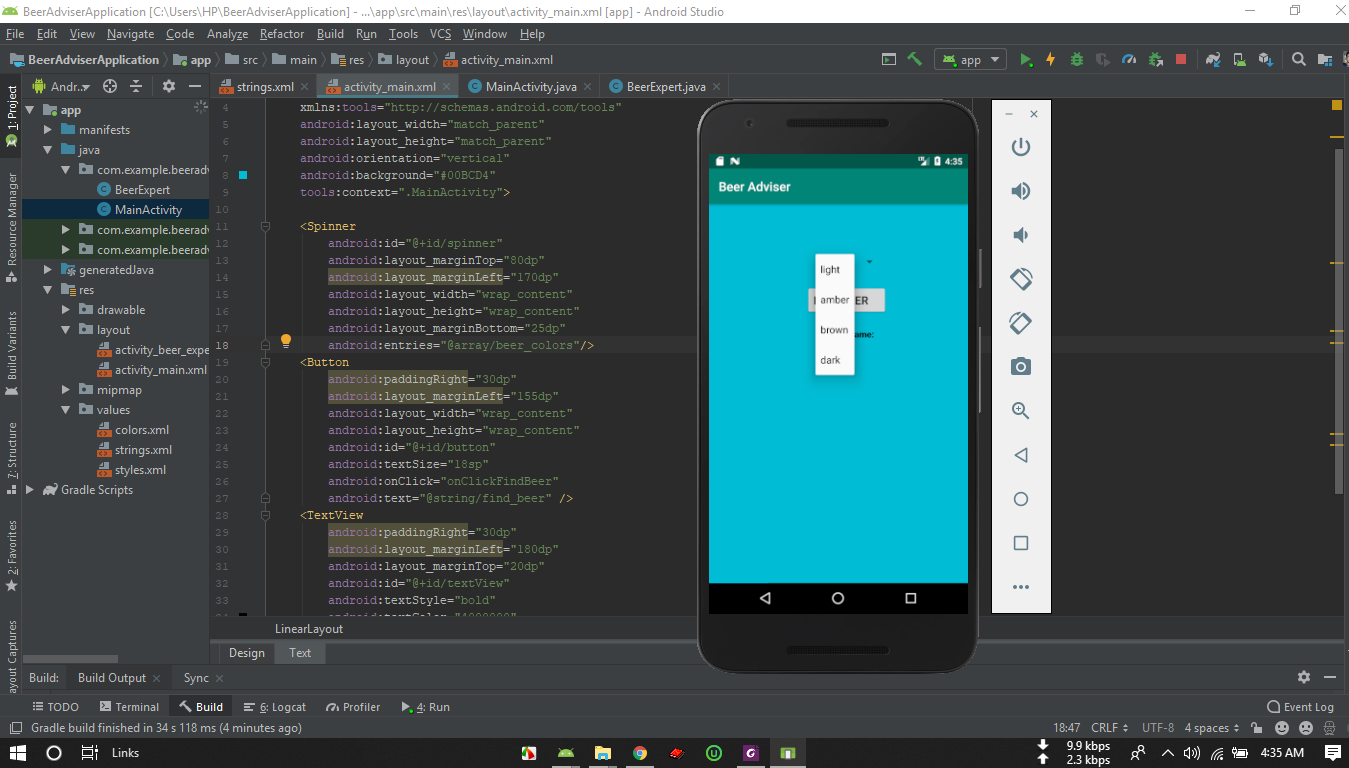 BeerAdviserApplication [C:\Users\HP\BeerAdviserApplication] - ...\app\src\main\res\layout\activity_main.xml [app] - Android Studio
File Edit View Navigate Code Analyze Refactor Build Run Tools VCS Window Help
BeerAdviserApplication app src main res layout activity_main.xml
app
Andr..
strings.xml
activity_main.xml
MainActivity.java
BeerExpert.java
1: Project
Resource Manager
Build Variants
7: Structure
2: Favorites
ayout Captures
app
manifests
java
com.example.beeradv
BeerExpert
MainActivity
com.example.beeradv
com.example.beeradv
generatedJava
res
drawable
layout
activity_beer_expe
activity_main.xml
mipmap
values
colors.xml
strings.xml
styles.xml
Gradle Scripts
4 xmlns:tools="http://schemas.android.com/tools"
5 android:layout_width="match_parent"
6 android:layout_height="match_parent"
7 android:orientation="vertical"
8 android:background="#00BCD4"
9 tools:context=".MainActivity">
10
11 <Spinner
12 android:id="@+id/spinner"
13 android:layout_marginTop="80dp"
14 android:layout_marginLeft="170dp"
15 android:layout_width="wrap_content"
16 android:layout_height="wrap_content"
17 android:layout_marginBottom="25dp"
18 android:entries="@array/beer_colors"/>
19 <Button
20 android:paddingRight="30dp"
21 android:layout_marginLeft="155dp"
22 android:layout_width="wrap_content"
23 android:layout_height="wrap_content"
24 android:id="@+id/button"
25 android:textSize="18sp"
26 android:onClick="onClickFindBeer"
27 android:text="@string/find_beer" />
28 <TextView
29 android:paddingRight="30dp"
30 android:layout_marginLeft="180dp"
31 android:layout_marginTop="20dp"
32 android:id="@+id/textView"
33 android:textStyle="bold"
LinearLayout
Design Text
4:35
Beer Adviser
light
amber
ER
brown
ame:
dark
Build: Build Output Sync
TODO Terminal Build 6: Logcat Profiler 4: Run Event Log
Gradle build finished in 34 s 118 ms (4 minutes ago)
18:47 CRLF UTF-8 4 spaces
Links
9.9 kbps
2.3 kbps
4:35 AM